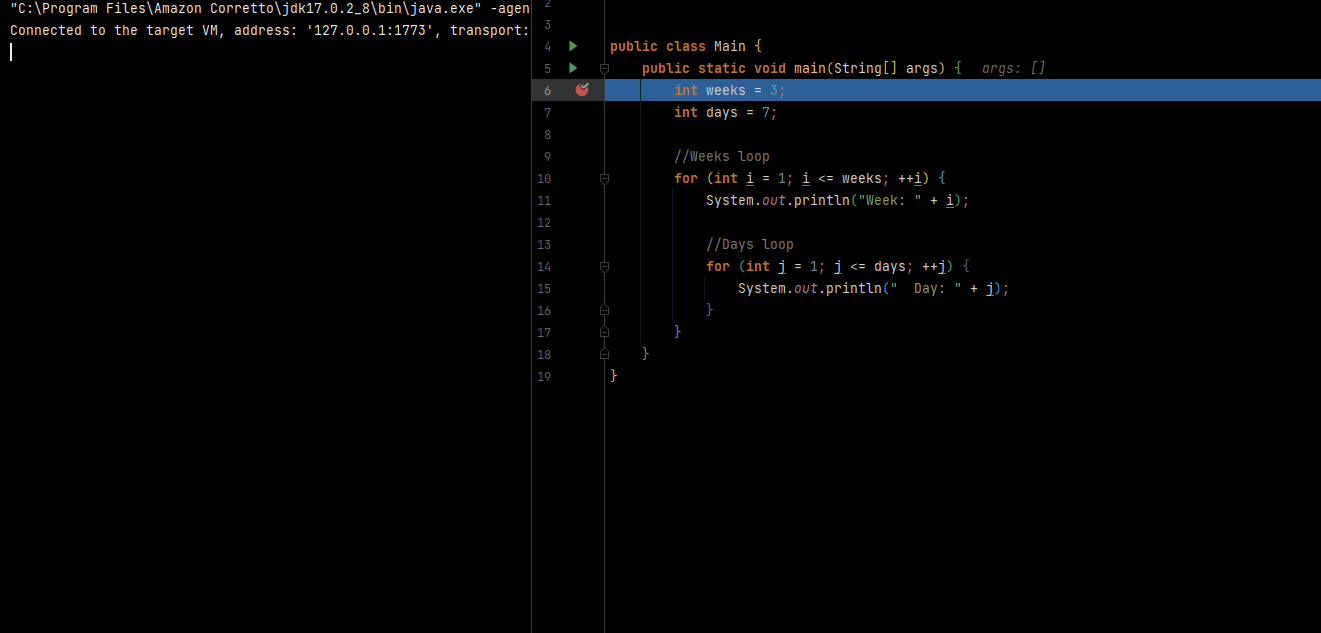 "C:\Program Files\Amazon Corretto\jdk17.0.2_8\bin\java.exe" -agen
Connected to the target VM, address: '127.0.0.1:1773', transport:
2
3
4 public class Main {
5 public static void main(String[] args) { args: []
6 int weeks = 3;
7 int days = 7;
8
9 //Weeks loop
10 for (int i = 1; i <= weeks; ++i) {
11 System.out.println("Week: " + i);
12
13 //Days loop
14 for (int j = 1; j <= days; ++j) {
15 System.out.println("  Day: " + j);
16 }
17 }
18 }
19 }